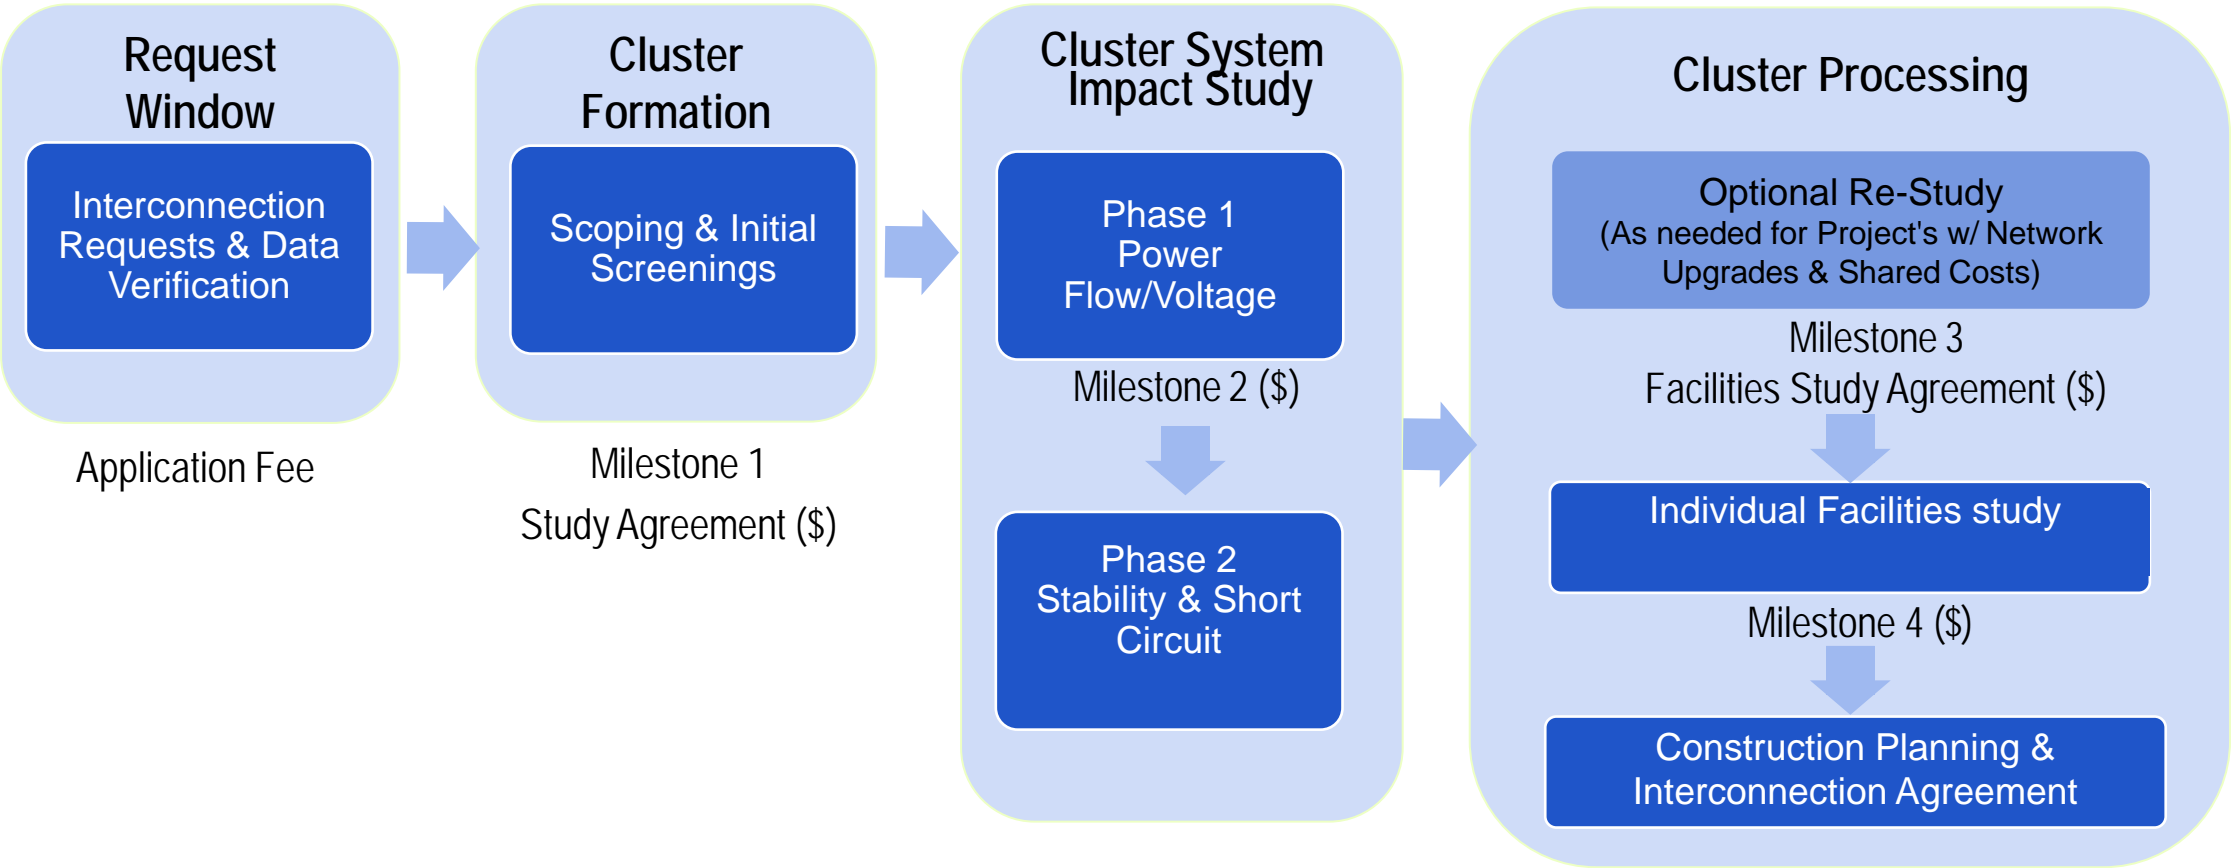 Request
Window
Interconnection
Requests & Data
Verification
Application Fee
Cluster
Formation
Scoping & Initial
Screenings
Milestone 1
Study Agreement ($)
Cluster System
Impact Study
Phase 1
Power
Flow/Voltage
Milestone 2 ($)
Phase 2
Stability & Short
Circuit
Cluster Processing
Optional Re-Study
(As needed for Project's w/ Network
Upgrades & Shared Costs)
Milestone 3
Facilities Study Agreement ($)
Individual Facilities study
Milestone 4 ($)
Construction Planning &
Interconnection Agreement